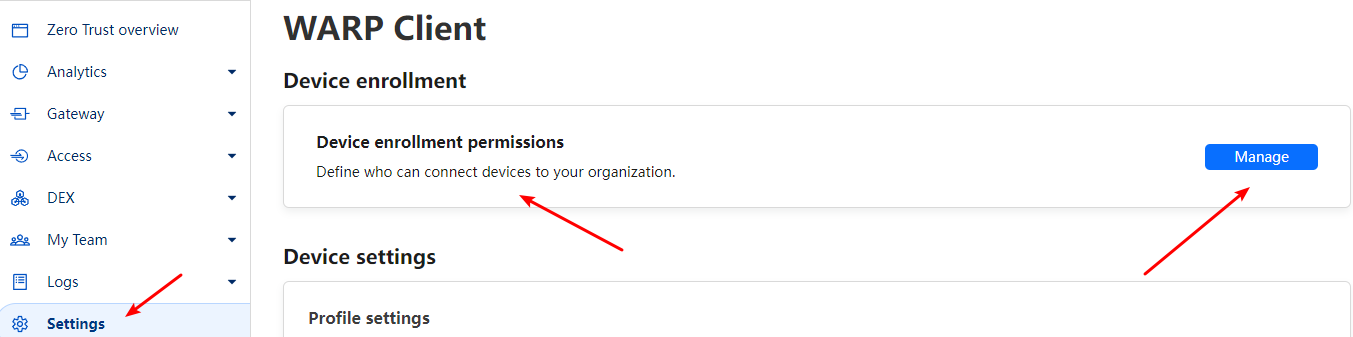 WARP Client
Zero Trust overview
Analytics
Gateway
Access
DEX
My Team
Logs
Settings
Device enrollment
Device enrollment permissions
Define who can connect devices to your organization.
Manage
Device settings
Profile settings